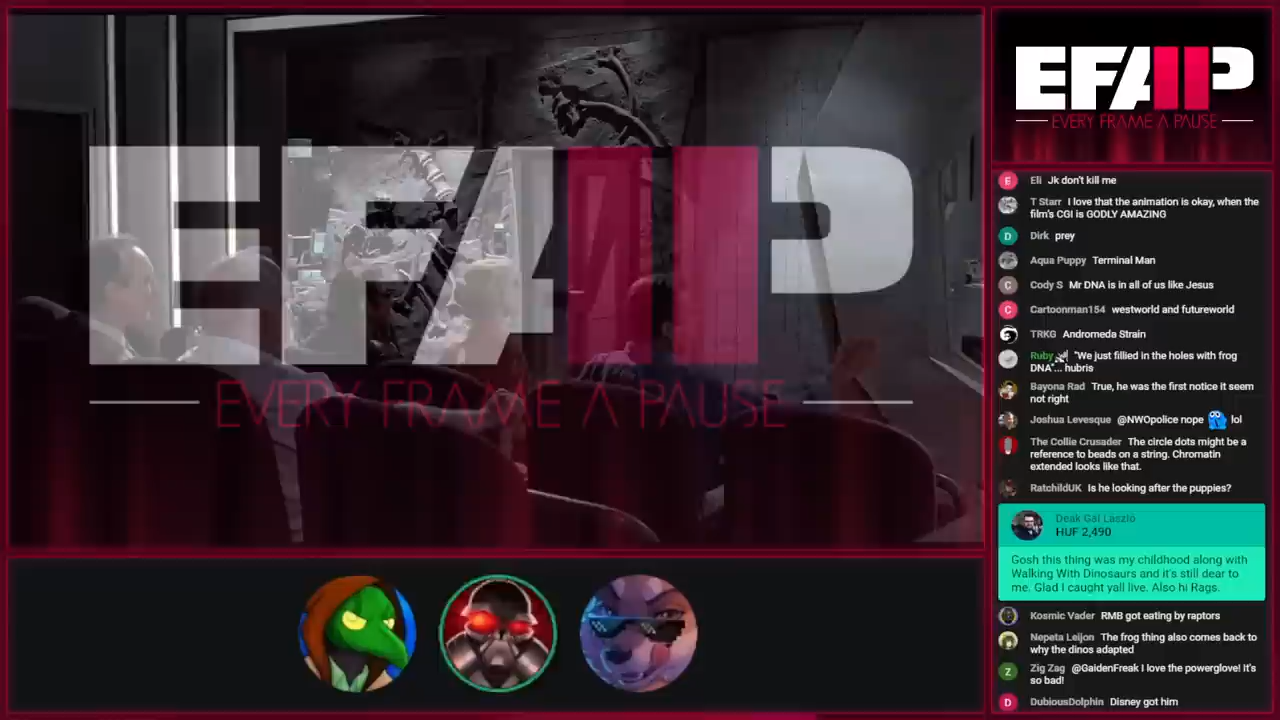 EFAP
EVERY FRAME A PAUSE
EFAP
EVERY FRAME A PAUSE
E
Eli Jk don't kill me
T Starr I love that the animation is okay, when the
film's CGI is GODLY AMAZING
D
Dirk prey
Aqua Puppy Terminal Man
C
Cody S Mr DNA is in all of us like Jesus
C
Cartoonman154 westworld and futureworld
TRKG Andromeda Strain
Ruby "We just fillied in the holes with frog
DNA"... hubris
Bayona Rad True, he was the first notice it seem
not right
Joshua Levesque @NWOpolice nope lol
The Collie Crusader The circle dots might be a
reference to beads on a string. Chromatin
extended looks like that.
RatchildUK Is he looking after the puppies?
Deák Gál László
HUF 2,490
Gosh this thing was my childhood along with
Walking With Dinosaurs and it's still dear to
me. Glad I caught yall live. Also hi Rags.
Kosmic Vader RMB got eating by raptors
Nepeta Leijon The frog thing also comes back to
why the dinos adapted
Z
Zig Zag @GaidenFreak I love the powerglove! It's
so bad!
D
DubiousDolphin Disney got him